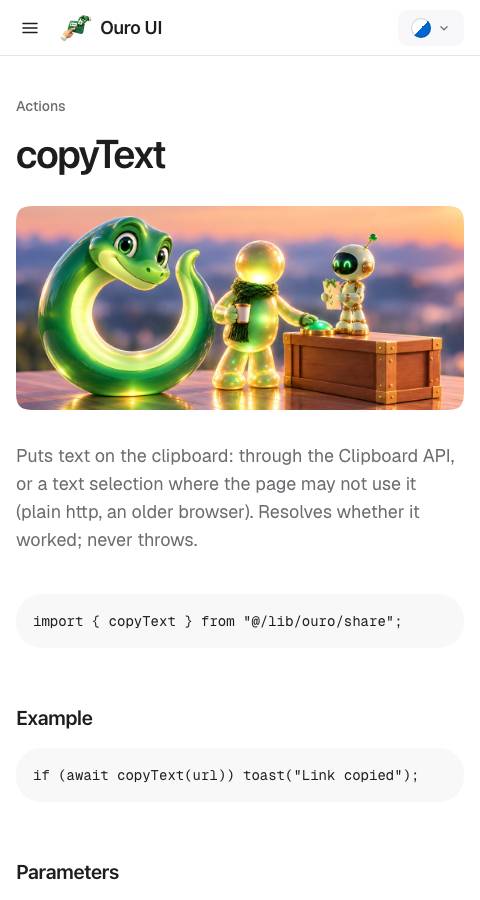 Ouro UI
Actions
copyText
Puts text on the clipboard: through the Clipboard API,
or a text selection where the page may not use it
(plain http, an older browser). Resolves whether it
worked; never throws.
import { copyText } from "@/lib/ouro/share";
Example
if (await copyText(url)) toast("Link copied");
Parameters